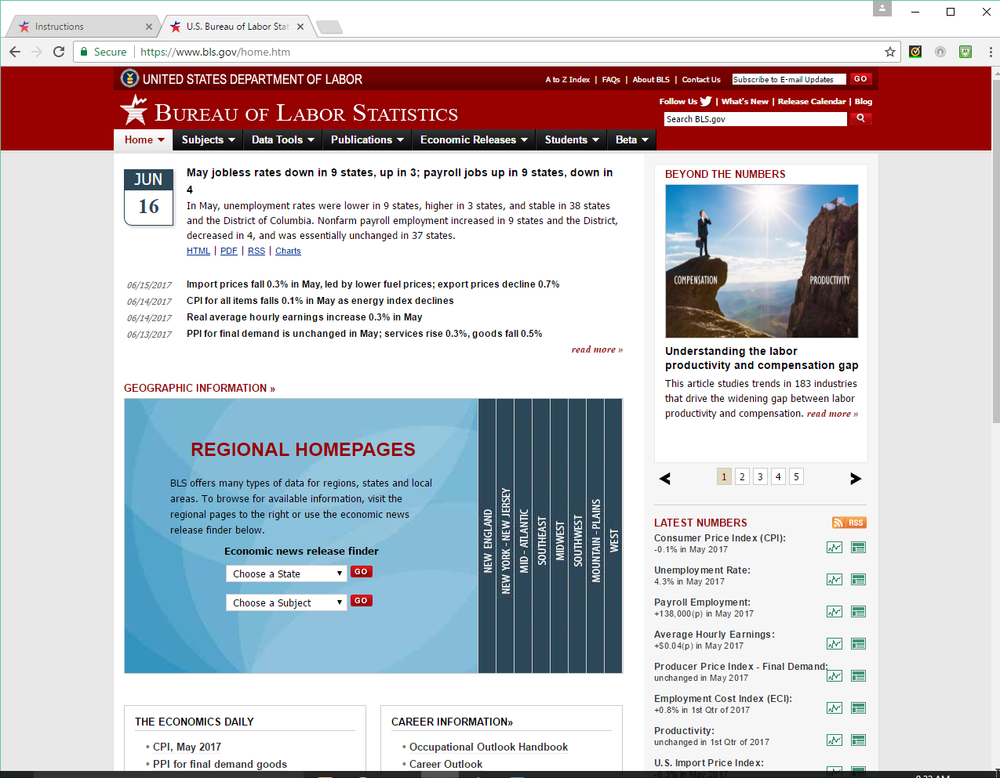 Instructions
U.S. Bureau of Labor Stat
Secure
https://www.bls.gov/home.htm
UNITED STATES DEPARTMENT OF LABOR
A to Z Index | FAQs | About BLS | Contact Us
Subscribe to E-mail Updates
GO
BUREAU OF LABOR STATISTICS
Follow Us | What's New | Release Calendar | Blog
Search BLS.gov
Home
Subjects
Data Tools
Publications
Economic Releases
Students
Beta
JUN
16
May jobless rates down in 9 states, up in 3; payroll jobs up in 9 states, down in
4
In May, unemployment rates were lower in 9 states, higher in 3 states, and stable in 38 states
and the District of Columbia. Nonfarm payroll employment increased in 9 states and the District,
decreased in 4, and was essentially unchanged in 37 states.
HTML | PDF | RSS | Charts
06/15/2017 Import prices fall 0.3% in May, led by lower fuel prices; export prices decline 0.7%
06/14/2017 CPI for all items falls 0.1% in May as energy index declines
06/14/2017 Real average hourly earnings increase 0.3% in May
06/13/2017 PPI for final demand is unchanged in May; services rise 0.3%, goods fall 0.5%
read more »
GEOGRAPHIC INFORMATION »
REGIONAL HOMEPAGES
BLS offers many types of data for regions, states and local
areas. To browse for available information, visit the
regional pages to the right or use the economic news
release finder below.
Economic news release finder
Choose a State
GO
Choose a Subject
GO
NEW ENGLAND
NEW YORK - NEW JERSEY
MID - ATLANTIC
SOUTHEAST
MIDWEST
SOUTHWEST
MOUNTAIN - PLAINS
WEST
THE ECONOMICS DAILY
• CPI, May 2017
• PPI for final demand goods
CAREER INFORMATION»
• Occupational Outlook Handbook
• Career Outlook
BEYOND THE NUMBERS
COMPENSATION
PRODUCTIVITY
Understanding the labor
productivity and compensation gap
This article studies trends in 183 industries
that drive the widening gap between labor
productivity and compensation. read more »
1 2 3 4 5
LATEST NUMBERS
RSS
Consumer Price Index (CPI):
-0.1% in May 2017
Unemployment Rate:
4.3% in May 2017
Payroll Employment:
+138,000(p) in May 2017
Average Hourly Earnings:
+$0.04(p) in May 2017
Producer Price Index - Final Demand:
unchanged in May 2017
Employment Cost Index (ECI):
+0.8% in 1st Qtr of 2017
Productivity:
unchanged in 1st Qtr of 2017
U.S. Import Price Index:
-0.3% in May 2017